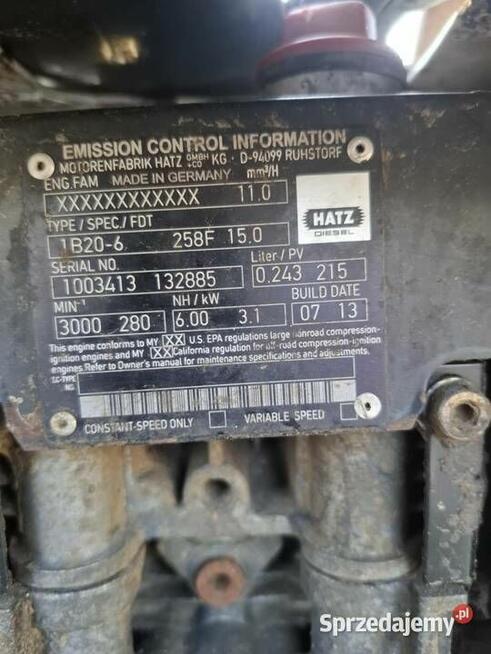 EMISSION CONTROL INFORMATION
MOTORENFABRIK HATZ GMBH +CO KG · D-94099 RUHSTORF
ENG.FAM MADE IN GERMANY mm³/H
XXXXXXXXXXXX 11.0
HATZ
DIESEL
TYPE / SPEC./ FDT
1B20-6 258F 15.0
SERIAL NO. Liter / PV
1003413 132885 0.243 215
MIN⁻¹ NH / kW BUILD DATE
3000 280 6.00 3.1 07 13
This engine conforms to MY XX U.S. EPA regulations large nonroad compression-
ignition engines and MY XX California regulation for off-road compression-ignition
engines. Refer to Owner's manual for maintenance specifications and adjustments.
EC-TYPE
NO.
CONSTANT-SPEED ONLY VARIABLE SPEED
Sprzedajemy.pl